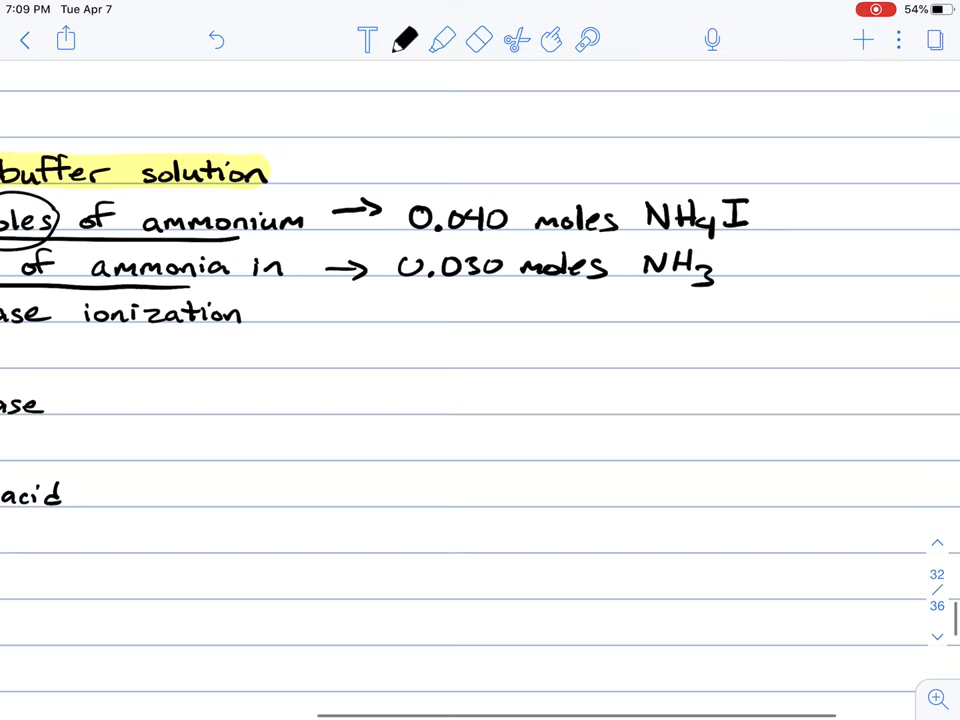 7:09 PM Tue Apr 7
54%
T
buffer solution
oles of ammonium → 0.040 moles NH4I
of ammonia in → 0.030 moles NH3
ase ionization
ase
acid
32
/
36